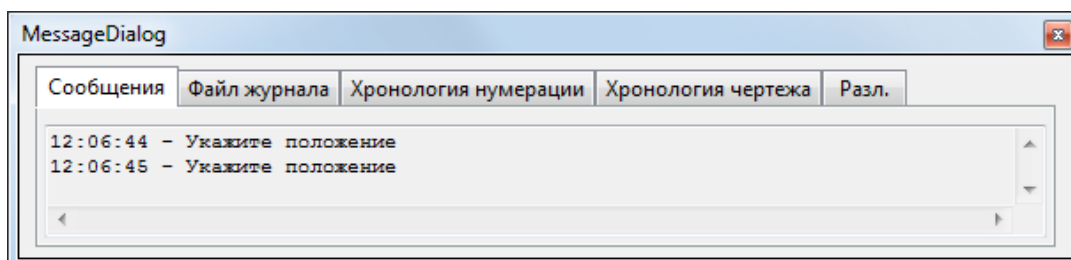 MessageDialog
Сообщения Файл журнала Хронология нумерации Хронология чертежа Разл.
12:06:44 - Укажите положение
12:06:45 - Укажите положение